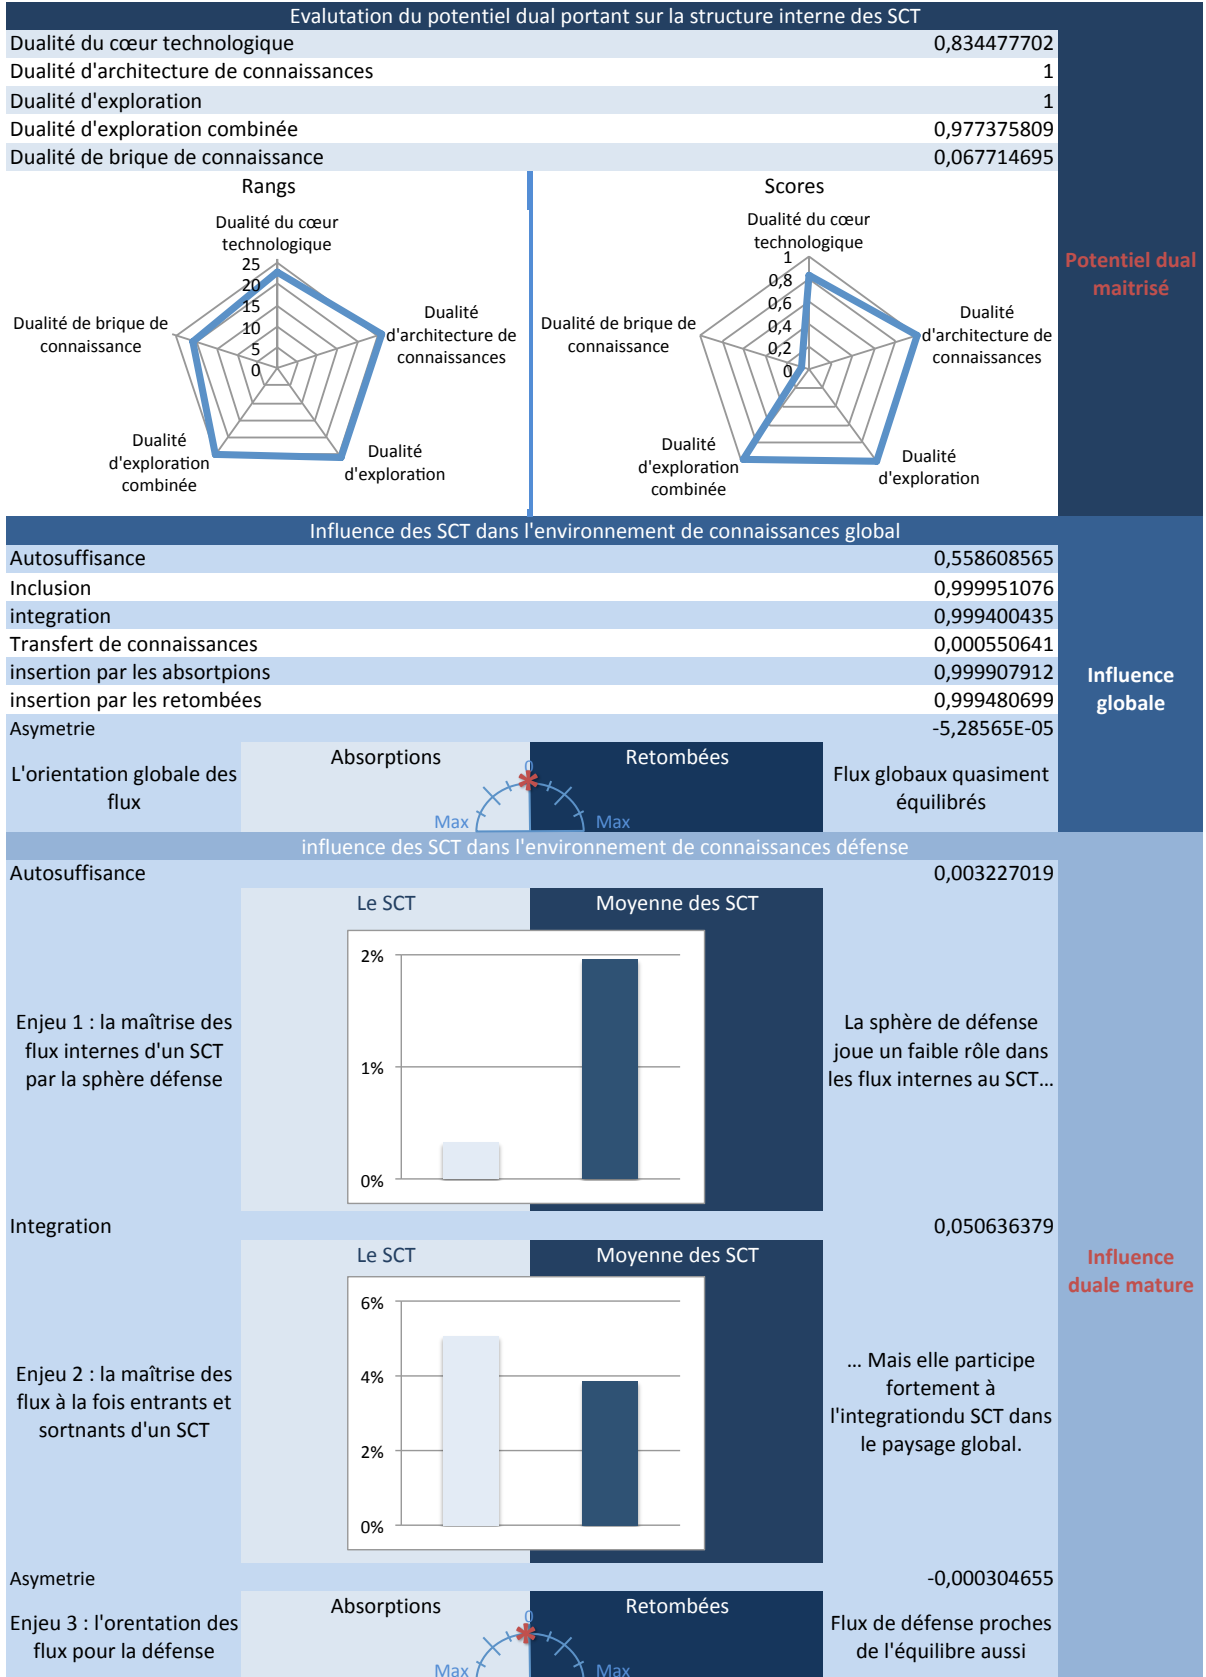 Evalutation du potentiel dual portant sur la structure interne des SCT
Dualité du cœur technologique 0,834477702
Dualité d'architecture de connaissances 1
Dualité d'exploration 1
Dualité d'exploration combinée 0,977375809
Dualité de brique de connaissance 0,067714695
Potentiel dual
maitrisé
Rangs
Dualité du cœur
technologique
25
20
15
10
5
0
Dualité
d'architecture de
connaissances
Dualité
d'exploration
Dualité
d'exploration
combinée
Dualité de brique de
connaissance
Scores
Dualité du cœur
technologique
1
0,8
0,6
0,4
0,2
0
Dualité
d'architecture de
connaissances
Dualité
d'exploration
Dualité
d'exploration
combinée
Dualité de brique de
connaissance
Influence des SCT dans l'environnement de connaissances global
Autosuffisance 0,558608565
Inclusion 0,999951076
integration 0,999400435
Transfert de connaissances 0,000550641
insertion par les absortpions 0,999907912
insertion par les retombées 0,999480699
Asymetrie -5,28565E-05
Influence
globale
L'orientation globale des
flux
Absorptions
Retombées
0
Max
Max
Flux globaux quasiment
équilibrés
influence des SCT dans l'environnement de connaissances défense
Autosuffisance 0,003227019
Le SCT
Moyenne des SCT
2%
1%
0%
Enjeu 1 : la maîtrise des
flux internes d'un SCT
par la sphère défense
La sphère de défense
joue un faible rôle dans
les flux internes au SCT...
Integration 0,050636379
Le SCT
Moyenne des SCT
6%
4%
2%
0%
Influence
duale mature
Enjeu 2 : la maîtrise des
flux à la fois entrants et
sortnants d'un SCT
... Mais elle participe
fortement à
l'integrationdu SCT dans
le paysage global.
Asymetrie -0,000304655
Enjeu 3 : l'orentation des
flux pour la défense
Absorptions
Retombées
0
Max
Max
Flux de défense proches
de l'équilibre aussi